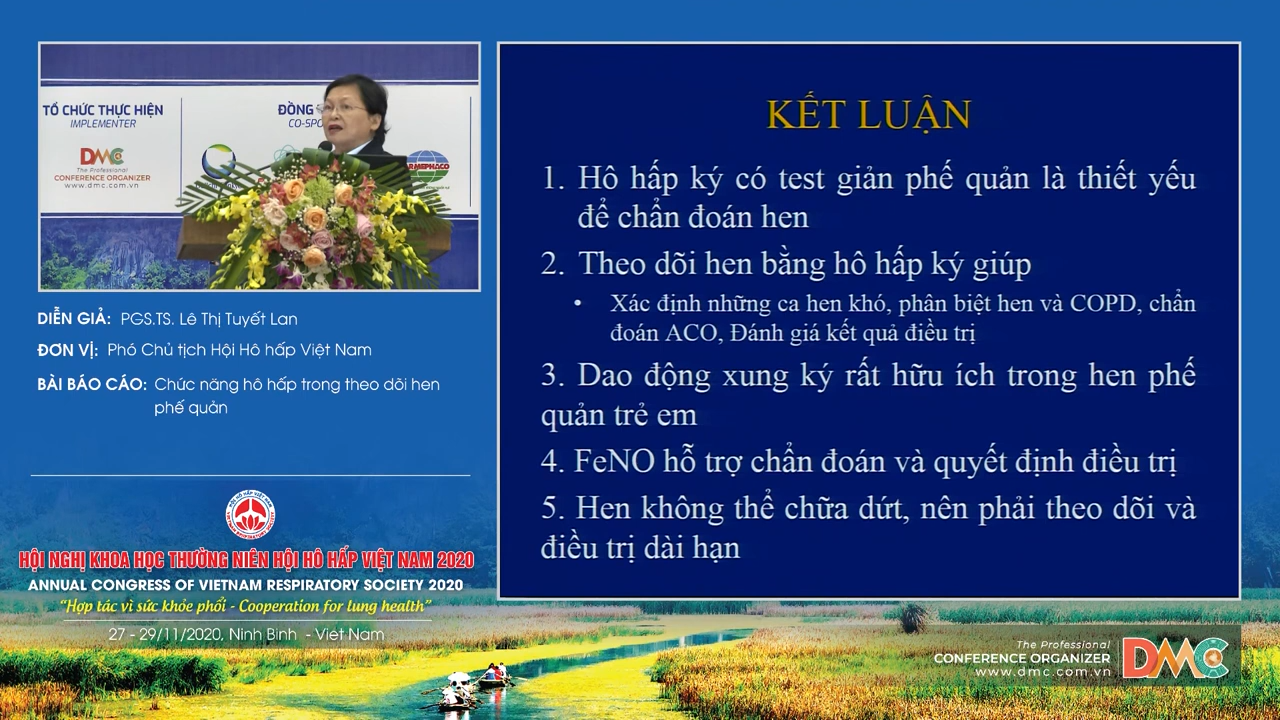 TỔ CHỨC THỰC HIỆN
IMPLEMENTER
DMC
The Professional
CONFERENCE ORGANIZER
www.dmc.com.vn
ĐỒNG
CO-SPO
DIỄN GIẢ: PGS.TS. Lê Thị Tuyết Lan
ĐƠN VỊ: Phó Chủ tịch Hội Hô hấp Việt Nam
BÀI BÁO CÁO: Chức năng hô hấp trong theo dõi hen
phế quản
HỘI NGHỊ KHOA HỌC THƯỜNG NIÊN HỘI HÔ HẤP VIỆT NAM 2020
ANNUAL CONGRESS OF VIETNAM RESPIRATORY SOCIETY 2020
“Hợp tác vì sức khỏe phổi - Cooperation for lung health”
27 - 29/11/2020, Ninh Bình - Việt Nam
KẾT LUẬN
1. Hô hấp ký có test giản phế quản là thiết yếu
để chẩn đoán hen
2. Theo dõi hen bằng hô hấp ký giúp
• Xác định những ca hen khó, phân biệt hen và COPD, chẩn
đoán ACO, Đánh giá kết quả điều trị
3. Dao động xung ký rất hữu ích trong hen phế
quản trẻ em
4. FeNO hỗ trợ chẩn đoán và quyết định điều trị
5. Hen không thể chữa dứt, nên phải theo dõi và
điều trị dài hạn
The Professional
CONFERENCE ORGANIZER
www.dmc.com.vn
DMC